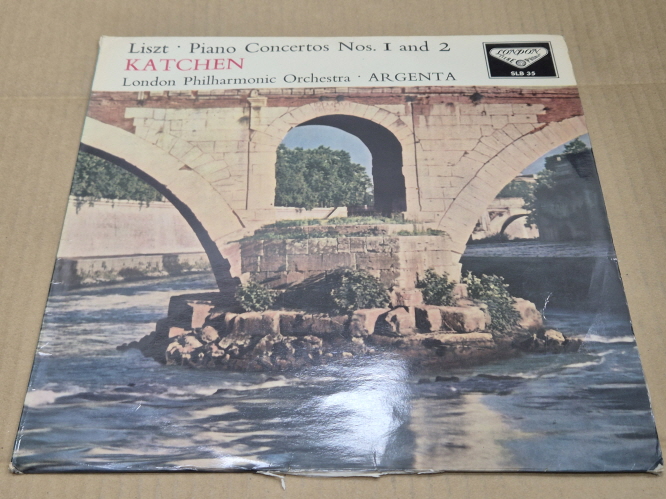 Liszt · Piano Concertos Nos. 1 and 2
KATCHEN
London Philharmonic Orchestra · ARGENTA
LONDON
SLB 35